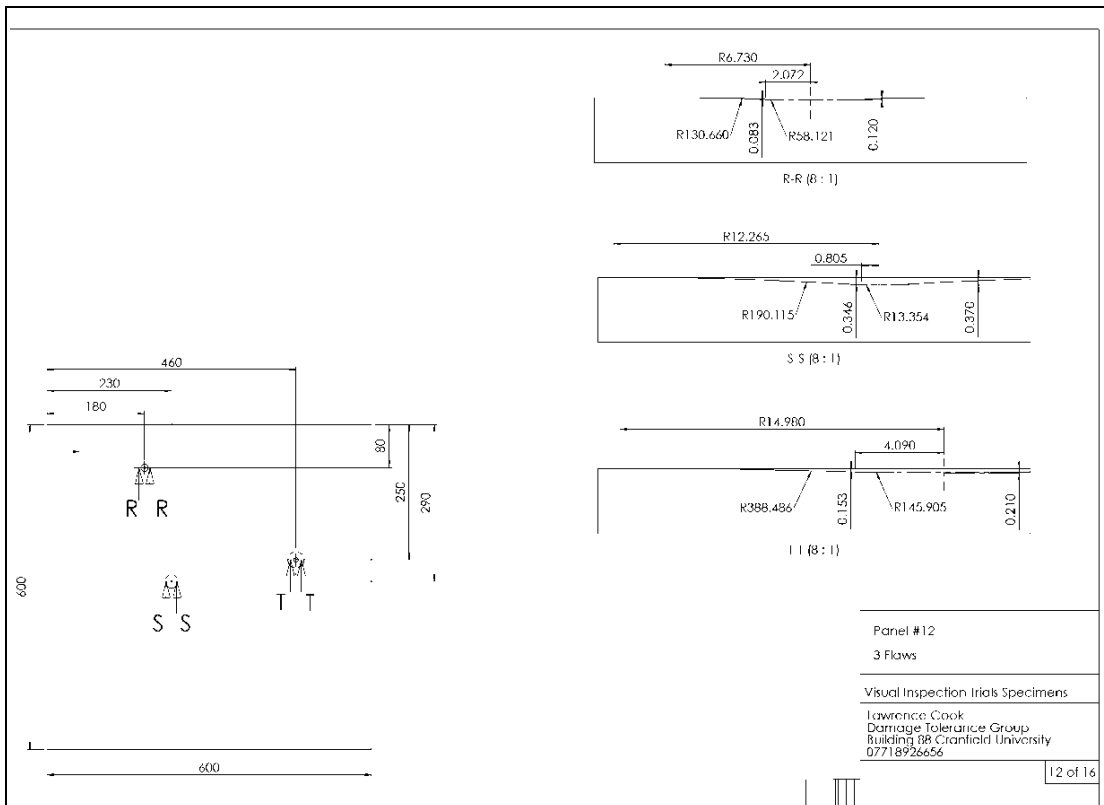 R6.730
2.072
R130.660
0.083
R58.121
0.120
R-R (8 : 1)
R12.265
0.805
R190.115
0.346
R13.354
0.370
S S (8 : 1)
460
230
180
R14.980
4.090
80
250
290
R388.486
0.153
R145.905
0.210
R R
T T (8 : 1)
600
T T
S S
Panel #12
3 Flaws
Visual Inspection Trials Specimens
Lawrence Cook
Damage Tolerance Group
Building 88 Cranfield University
07718926656
600
12 of 16